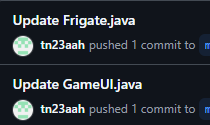 Update Frigate.java
tn23aah pushed 1 commit to
Update GameUI.java
tn23aah pushed 1 commit to